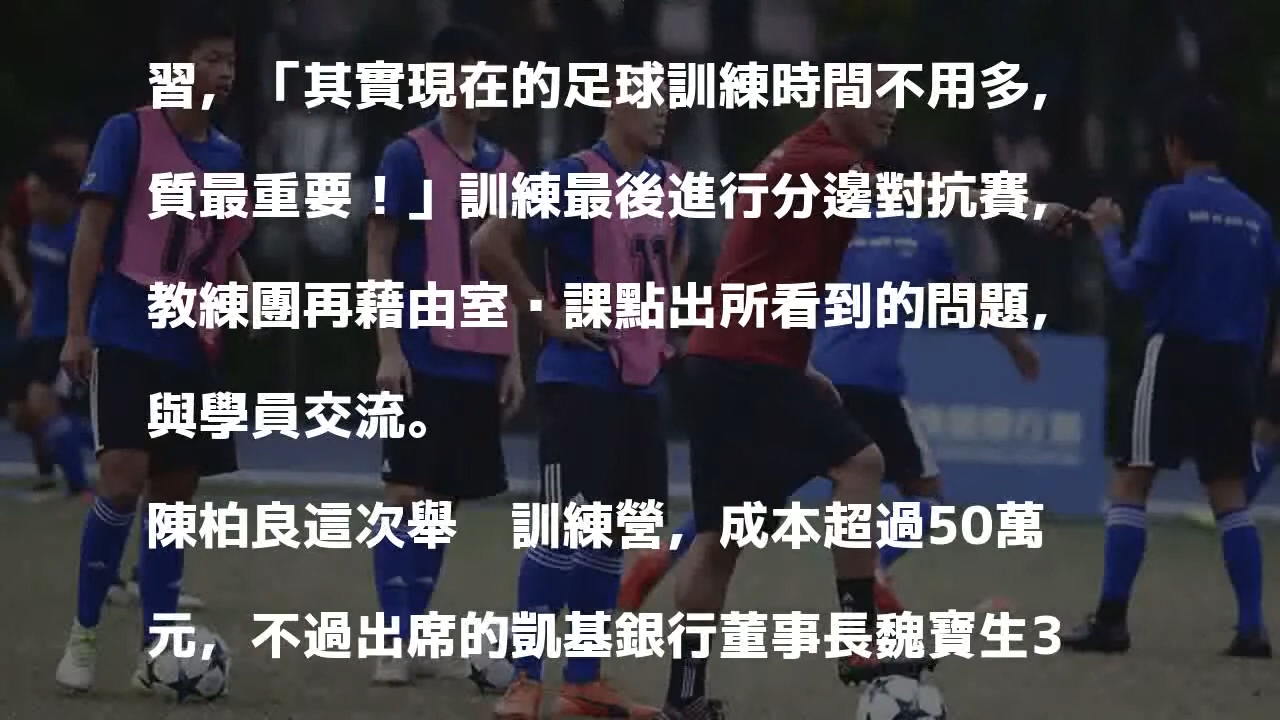 習，「其實現在的足球訓練時間不用多，
質最重要！」訓練最後進行分邊對抗賽，
教練團再藉由室·課點出所看到的問題，
與學員交流。
陳柏良這次舉　訓練營，成本超過50萬
元，不過出席的凱基銀行董事長魏寶生3
12
11